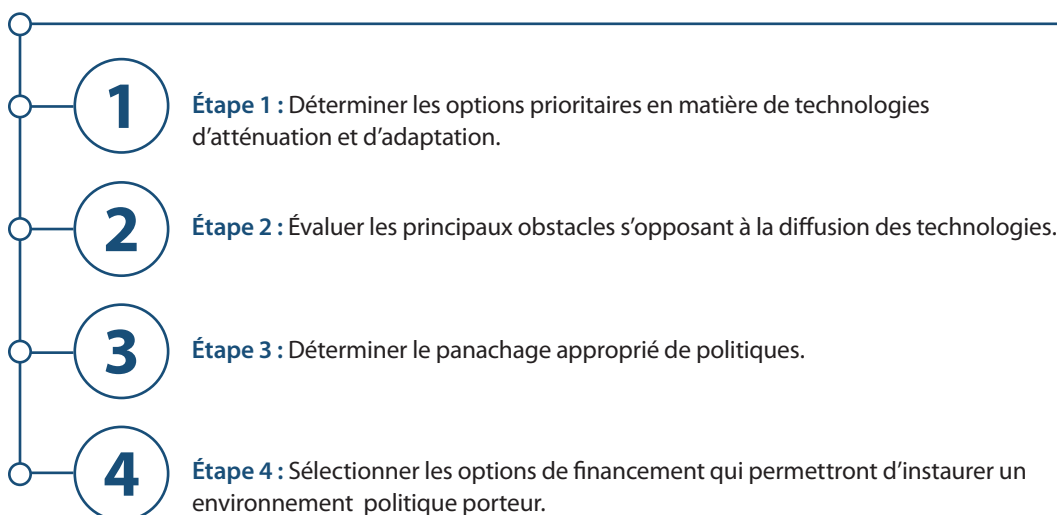 1
Étape 1 : Déterminer les options prioritaires en matière de technologies
d’atténuation et d’adaptation.
2
Étape 2 : Évaluer les principaux obstacles s’opposant à la diffusion des technologies.
3
Étape 3 : Déterminer le panachage approprié de politiques.
4
Étape 4 : Sélectionner les options de financement qui permettront d’instaurer un
environnement politique porteur.